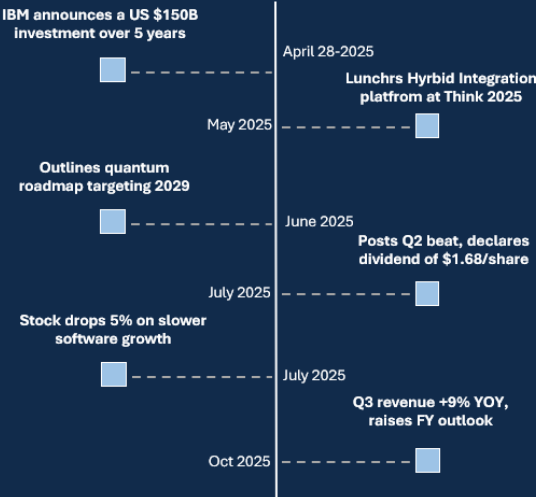 IBM announces a US $150B
investment over 5 years
April 28-2025
Lunchrs Hyrbid Integration
platfrom at Think 2025
May 2025
Outlines quantum
roadmap targeting 2029
June 2025
Posts Q2 beat, declares
dividend of $1.68/share
July 2025
Stock drops 5% on slower
software growth
July 2025
Q3 revenue +9% YOY,
raises FY outlook
Oct 2025